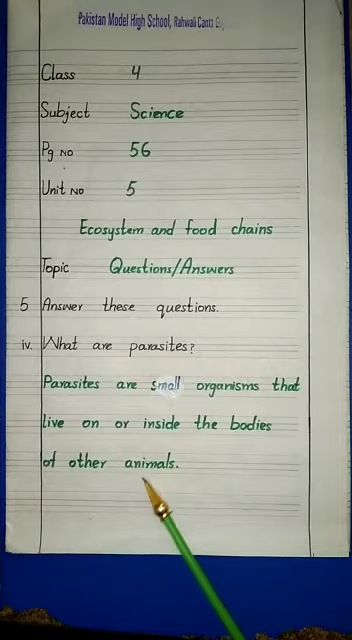 Pakistan Model High School, Rahwali Cantt
Class 4
Subject Science
Pg No 56
Unit No 5
Ecosystem and food chains
Topic Questions/Answers
5 Answer these questions.
iv. What are parasites?
Parasites are small organisms that
live on or inside the bodies
of other animals.